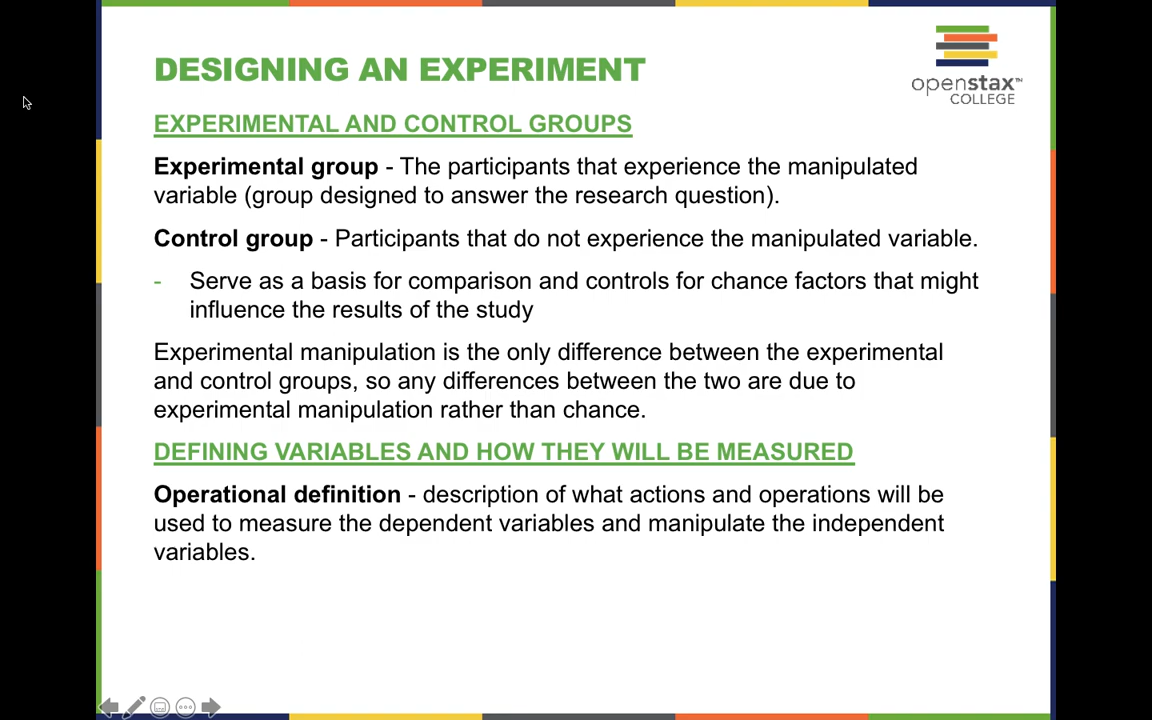 DESIGNING AN EXPERIMENT
openstax™
COLLEGE
EXPERIMENTAL AND CONTROL GROUPS
Experimental group - The participants that experience the manipulated
variable (group designed to answer the research question).
Control group - Participants that do not experience the manipulated variable.
- Serve as a basis for comparison and controls for chance factors that might
influence the results of the study
Experimental manipulation is the only difference between the experimental
and control groups, so any differences between the two are due to
experimental manipulation rather than chance.
DEFINING VARIABLES AND HOW THEY WILL BE MEASURED
Operational definition - description of what actions and operations will be
used to measure the dependent variables and manipulate the independent
variables.